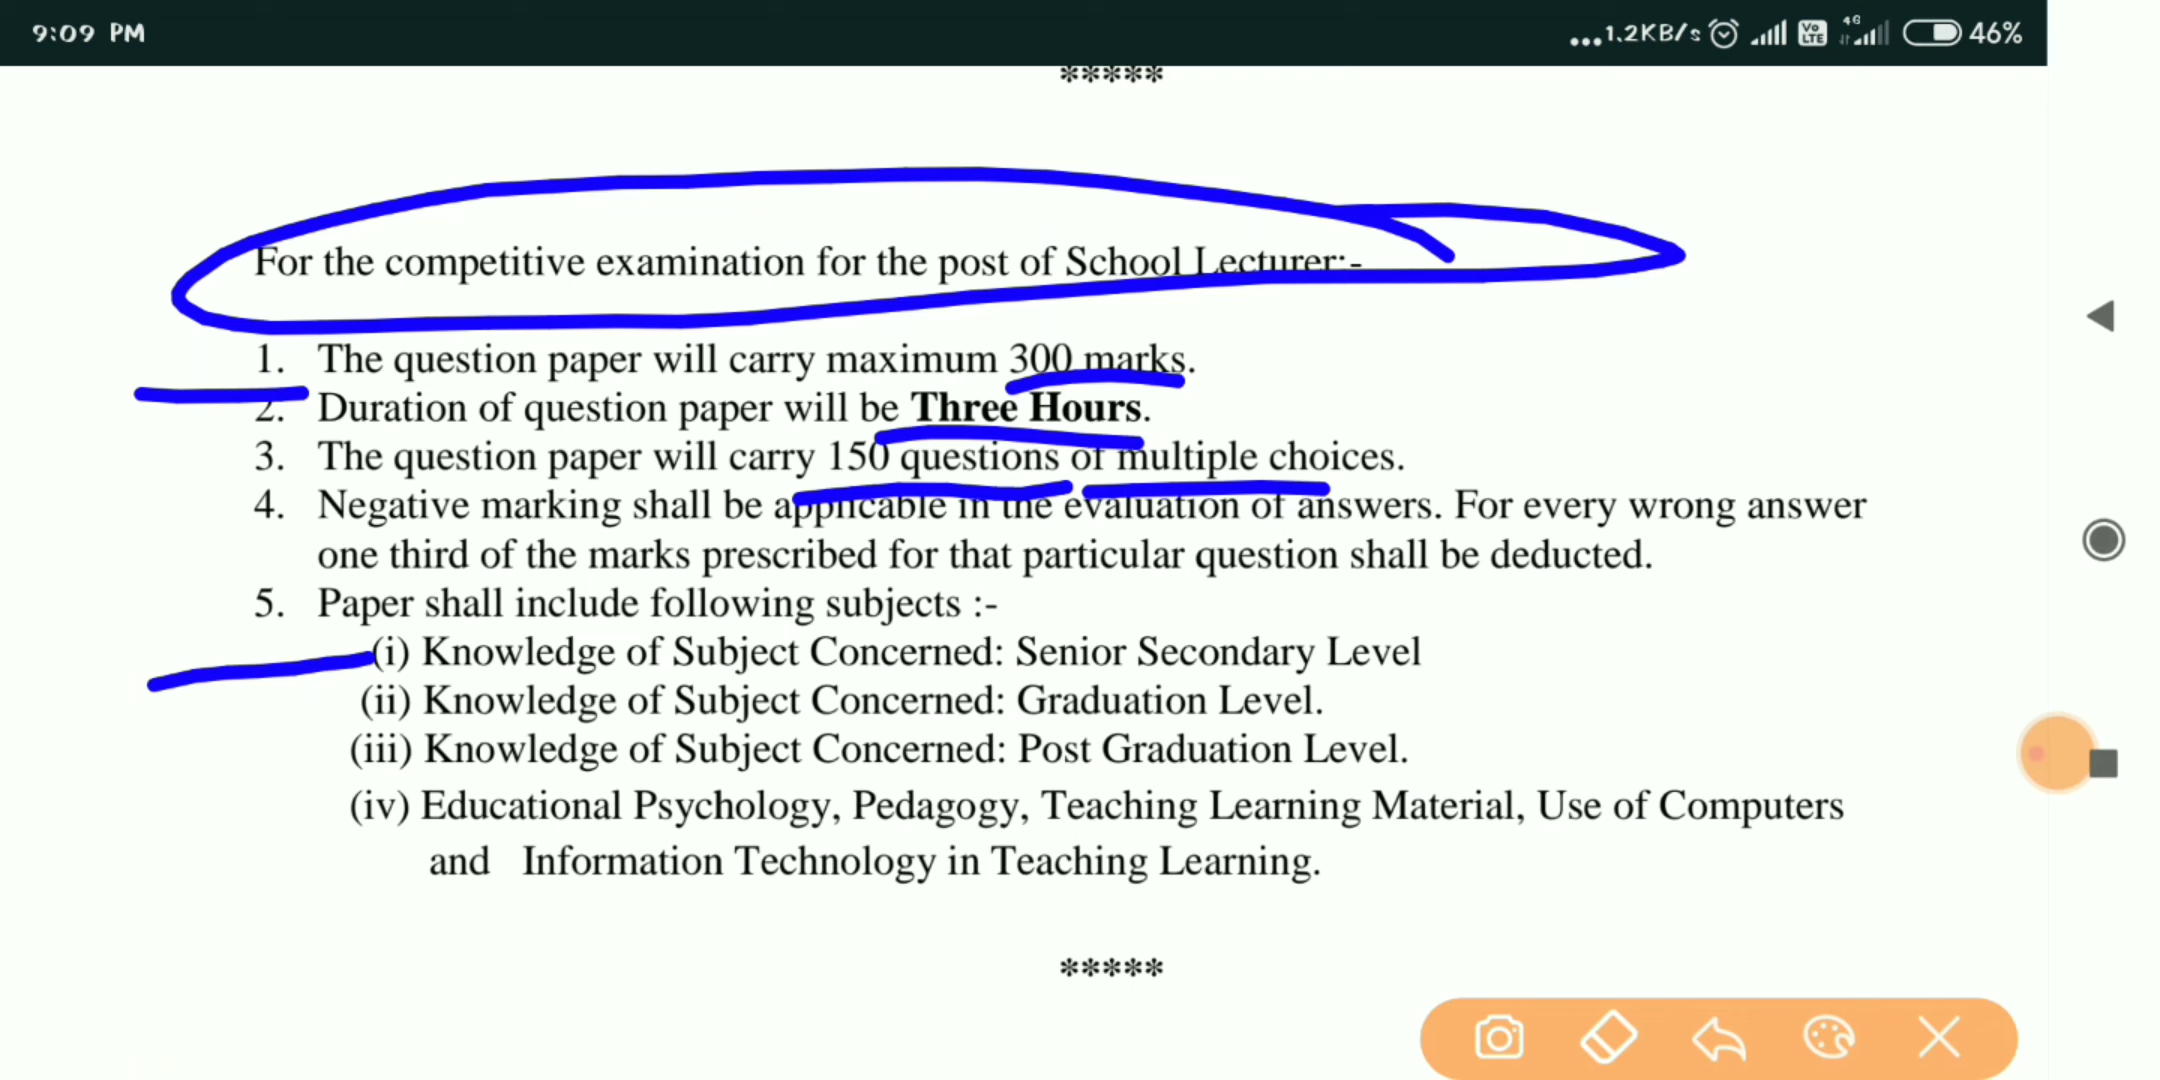 9:09 PM
...1.2KB/s Vo LTE 4G 46%
*****
For the competitive examination for the post of School Lecturer:-
1. The question paper will carry maximum 300 marks.
2. Duration of question paper will be Three Hours.
3. The question paper will carry 150 questions of multiple choices.
4. Negative marking shall be applicable in the evaluation of answers. For every wrong answer
one third of the marks prescribed for that particular question shall be deducted.
5. Paper shall include following subjects :-
(i) Knowledge of Subject Concerned: Senior Secondary Level
(ii) Knowledge of Subject Concerned: Graduation Level.
(iii) Knowledge of Subject Concerned: Post Graduation Level.
(iv) Educational Psychology, Pedagogy, Teaching Learning Material, Use of Computers
and Information Technology in Teaching Learning.
*****